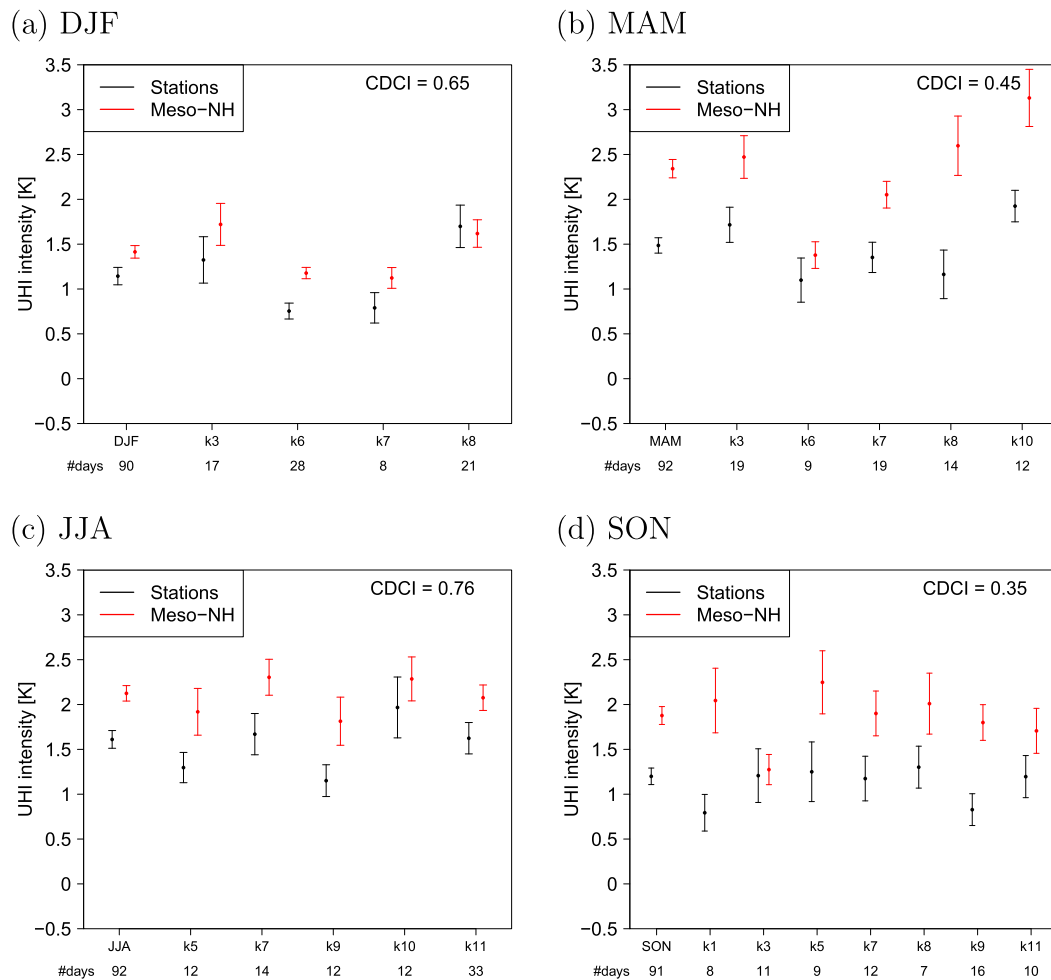 (a) DJF
3.5
3
2.5
2
1.5
1
0.5
0
−0.5
UHI intensity [K]
Stations
Meso−NH
CDCI = 0.65
DJF k3 k6 k7 k8
#days 90 17 28 8 21
(b) MAM
3.5
3
2.5
2
1.5
1
0.5
0
−0.5
UHI intensity [K]
Stations
Meso−NH
CDCI = 0.45
MAM k3 k6 k7 k8 k10
#days 92 19 9 19 14 12
(c) JJA
3.5
3
2.5
2
1.5
1
0.5
0
−0.5
UHI intensity [K]
Stations
Meso−NH
CDCI = 0.76
JJA k5 k7 k9 k10 k11
#days 92 12 14 12 12 33
(d) SON
3.5
3
2.5
2
1.5
1
0.5
0
−0.5
UHI intensity [K]
Stations
Meso−NH
CDCI = 0.35
SON k1 k3 k5 k7 k8 k9 k11
#days 91 8 11 9 12 7 16 10